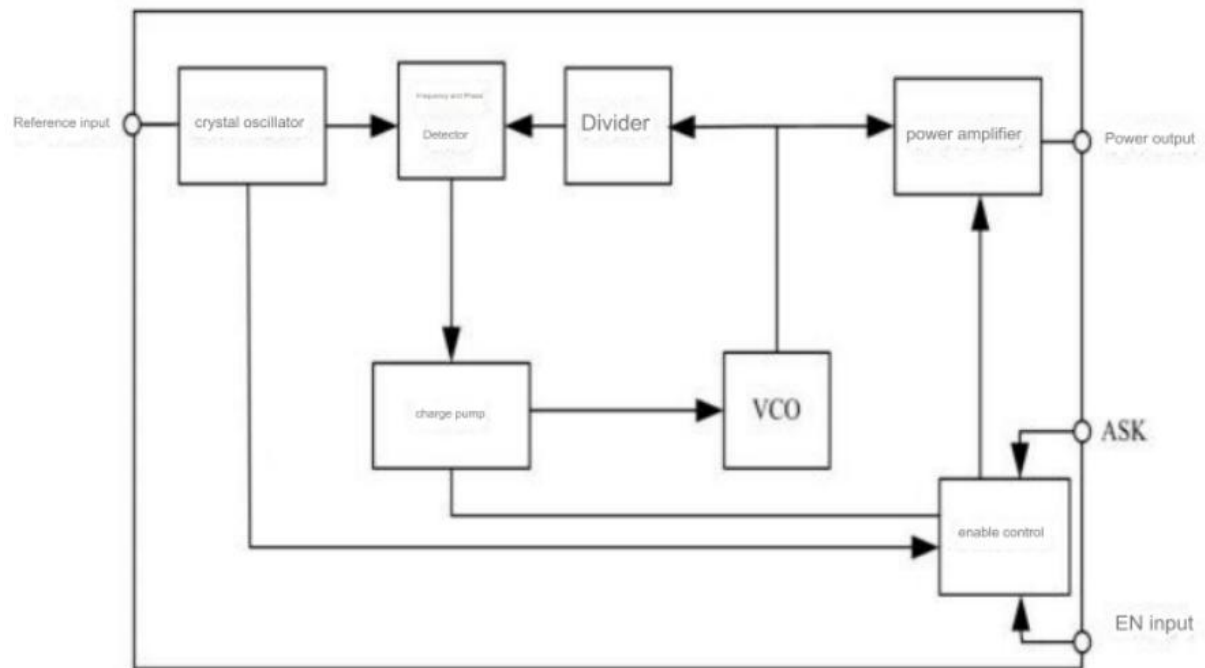 Reference input
crystal oscillator
Frequency and Phase
Detector
Divider
power amplifier
Power output
charge pump
VCO
ASK
enable control
EN input